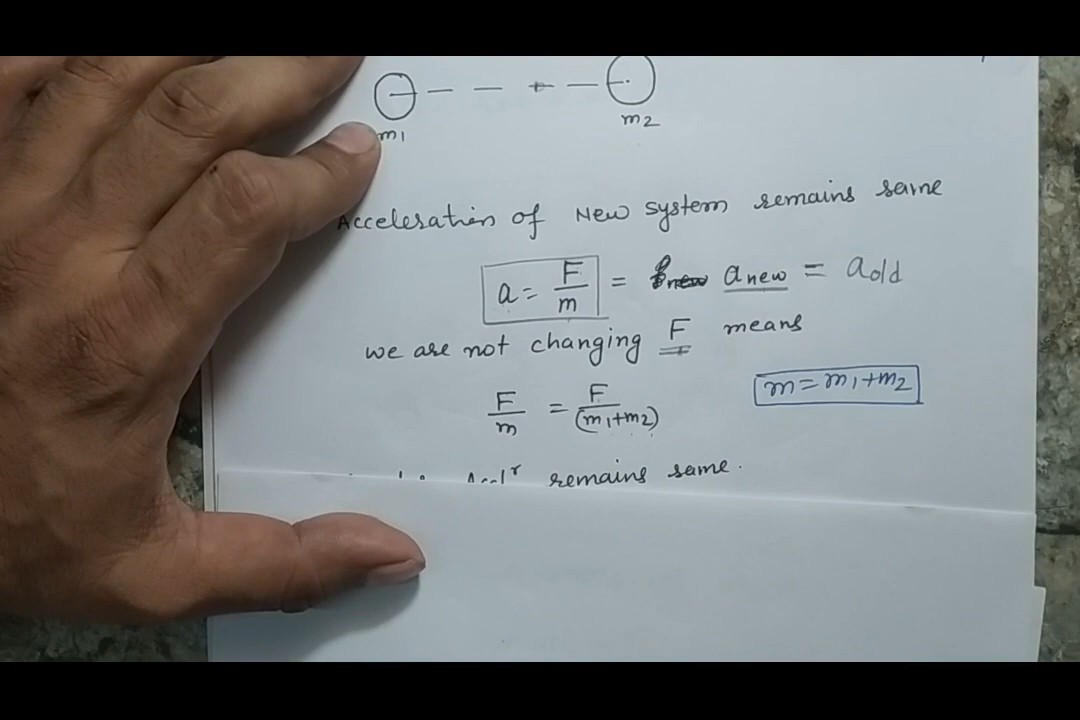 m1
m2
Acceleration of New system remains same
a = F/m = anew = aold
we are not changing F means
F/m = F/(m1+m2)
m = m1+m2
remains same.